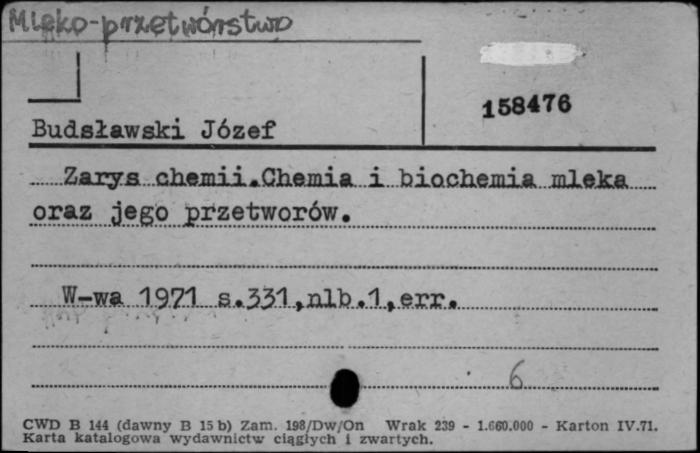 Mleko-przetwórstwo
158476
Budsławski Józef
Zarys chemii.Chemia i biochemia mleka
oraz jego przetworów.
W-wa 1971 s.331,nlb.1,err.
6
CWD B 144 (dawny B 15 b) Zam. 198/Dw/On Wrak 239 - 1.660.000 - Karton IV.71.
Karta katalogowa wydawnictw ciągłych i zwartych.